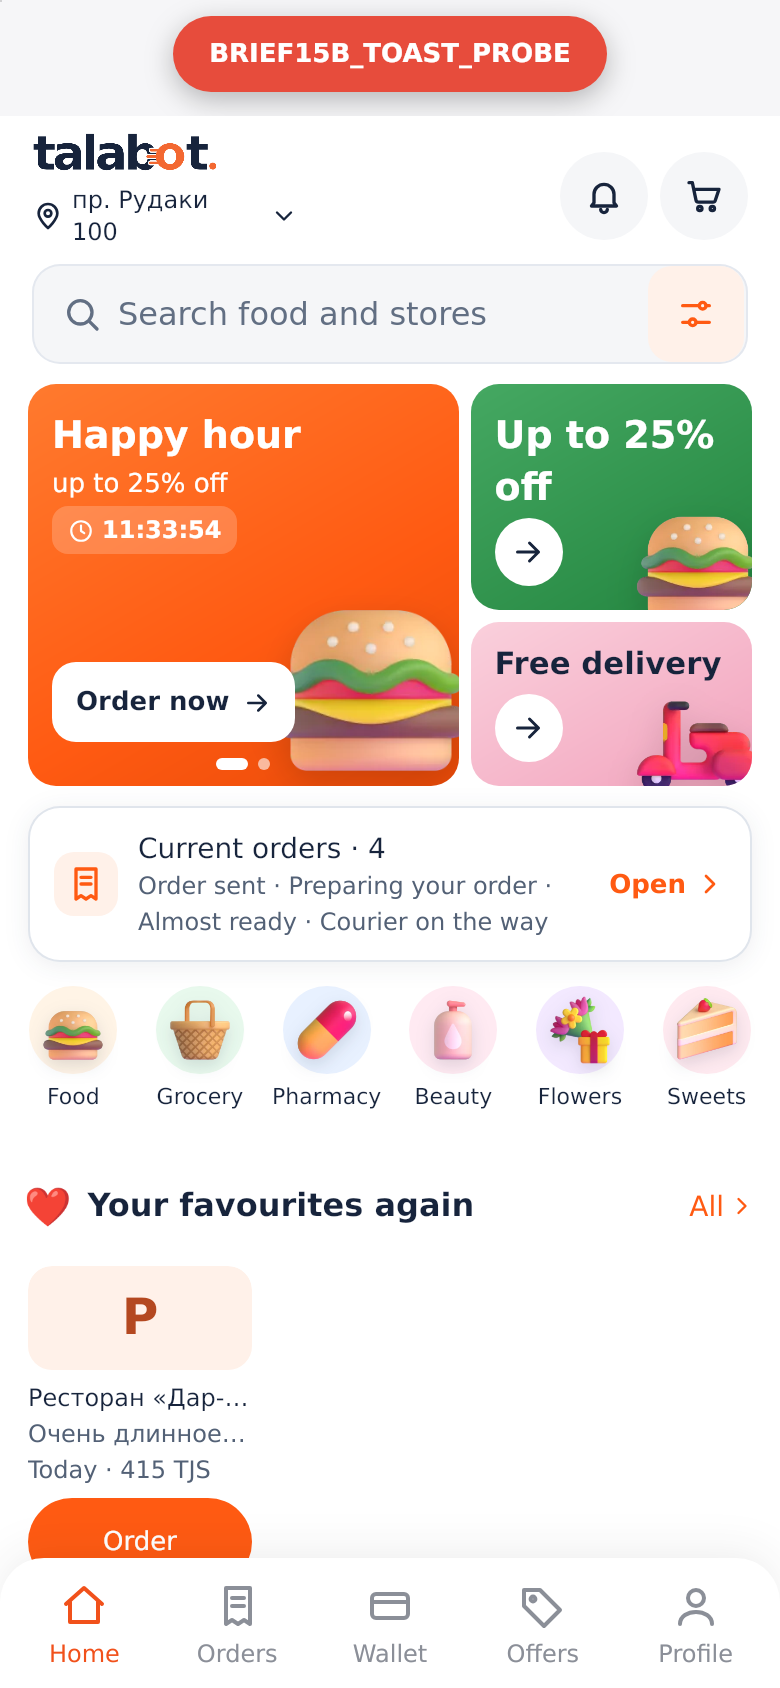 BRIEF15B_TOAST_PROBE
talabot.
пр. Рудаки
100
Search food and stores
Happy hour
up to 25% off
11:33:54
Order now
Up to 25%
off
Free delivery
Current orders · 4
Order sent · Preparing your order ·
Almost ready · Courier on the way
Open
Food
Grocery
Pharmacy
Beauty
Flowers
Sweets
Your favourites again
All
Р
Ресторан «Дар-...
Очень длинное...
Today · 415 TJS
Order
Home
Orders
Wallet
Offers
Profile